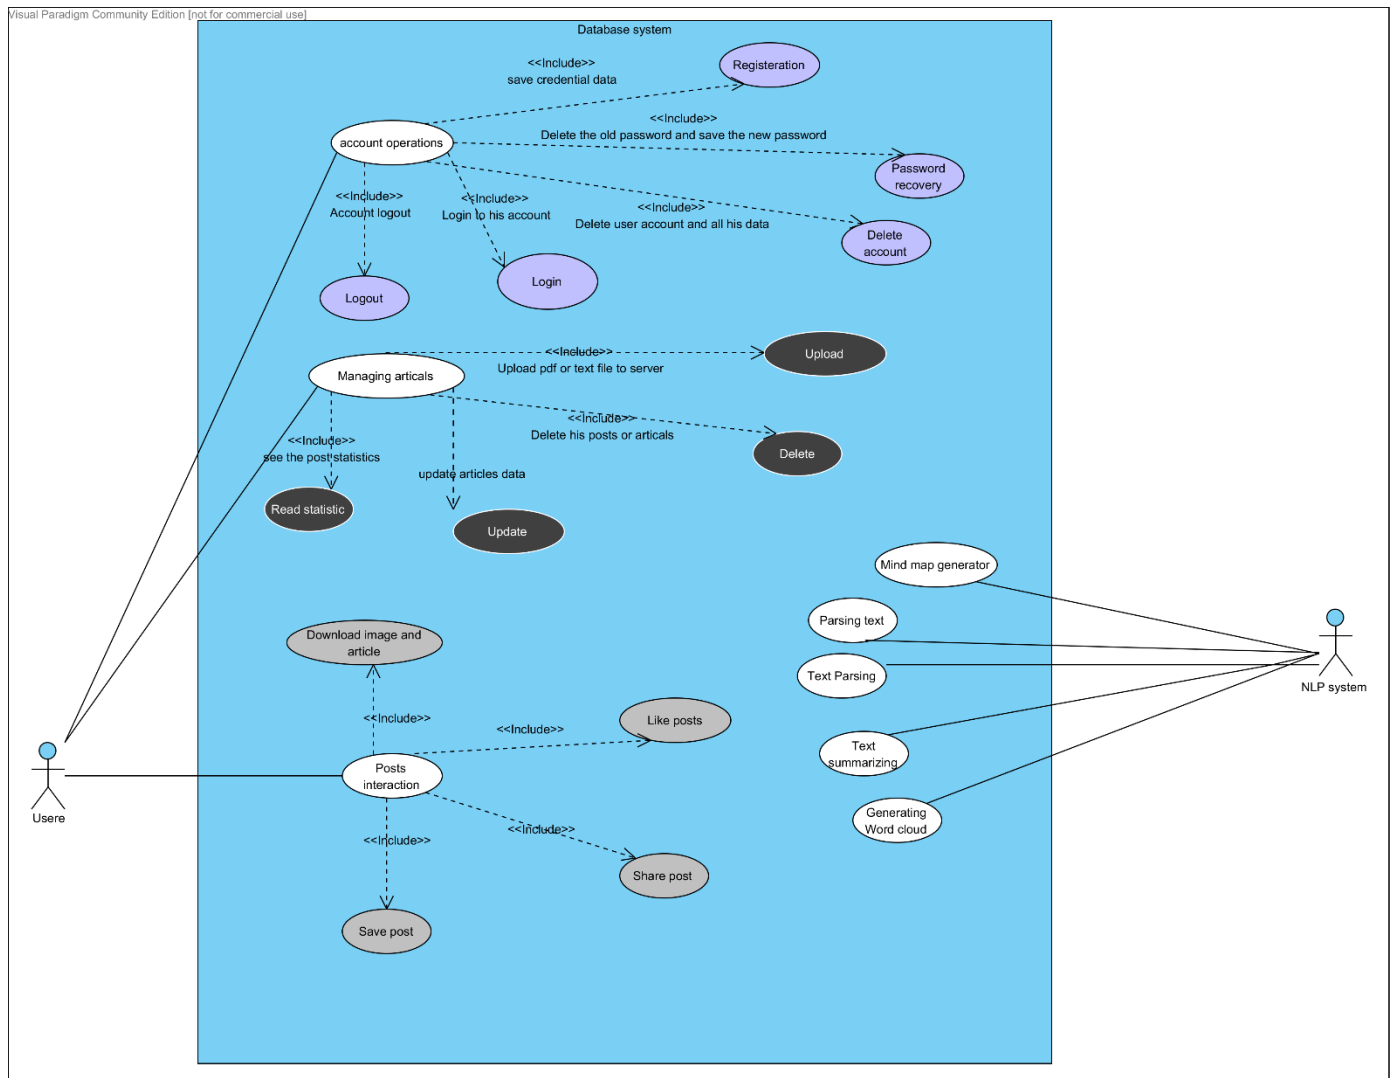 Visual Paradigm Community Edition [not for commercial use]
Database system
<<Include>>
save credential data
Registeration
<<Include>>
Delete the old password and save the new password
account operations
Password
recovery
<<Include>>
Account logout
<<Include>>
Login to his account
<<Include>>
Delete user account and all his data
Delete
account
Logout
Login
<<Include>>
Upload pdf or text file to server
Upload
Managing articals
<<Include>>
Delete his posts or articals
Delete
<<Include>>
see the post statistics
update articles data
Read statistic
Update
Mind map generator
Parsing text
Text Parsing
Text
summarizing
Generating
Word cloud
NLP system
Download image and
article
<<Include>>
<<Include>>
Like posts
Posts
interaction
Usere
<<Include>>
<<Include>>
Share post
Save post